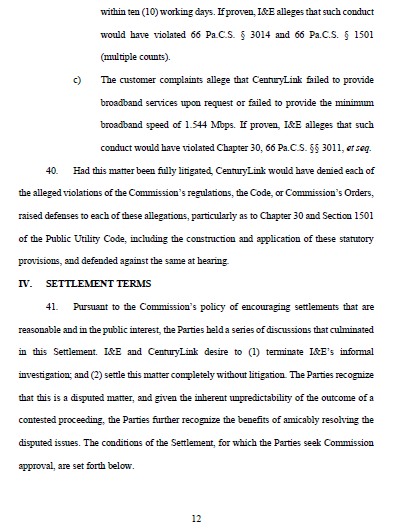 within ten (10) working days. If proven, I&E alleges that such conduct
would have violated 66 Pa.C.S. § 3014 and 66 Pa.C.S. § 1501
(multiple counts).
c) The customer complaints allege that CenturyLink failed to provide
broadband services upon request or failed to provide the minimum
broadband speed of 1.544 Mbps. If proven, I&E alleges that such
conduct would have violated Chapter 30, 66 Pa.C.S. §§ 3011, et seq.
40. Had this matter been fully litigated, CenturyLink would have denied each of
the alleged violations of the Commission's regulations, the Code, or Commission's Orders,
raised defenses to each of these allegations, particularly as to Chapter 30 and Section 1501
of the Public Utility Code, including the construction and application of these statutory
provisions, and defended against the same at hearing.
IV. SETTLEMENT TERMS
41. Pursuant to the Commission's policy of encouraging settlements that are
reasonable and in the public interest, the Parties held a series of discussions that culminated
in this Settlement. I&E and CenturyLink desire to (1) terminate I&E's informal
investigation; and (2) settle this matter completely without litigation. The Parties recognize
that this is a disputed matter, and given the inherent unpredictability of the outcome of a
contested proceeding, the Parties further recognize the benefits of amicably resolving the
disputed issues. The conditions of the Settlement, for which the Parties seek Commission
approval, are set forth below.
12